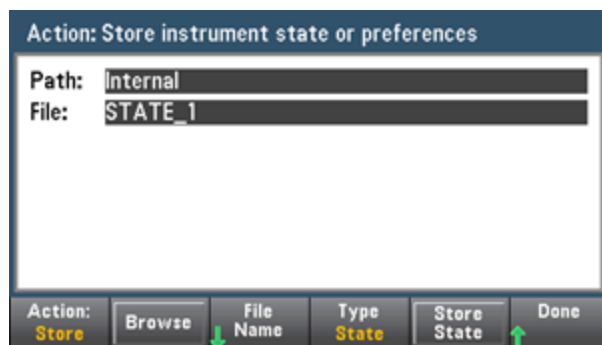 Action: Store instrument state or preferences
Path: Internal
File: STATE_1
Action: Browse File Type Store Done
Store Name State State